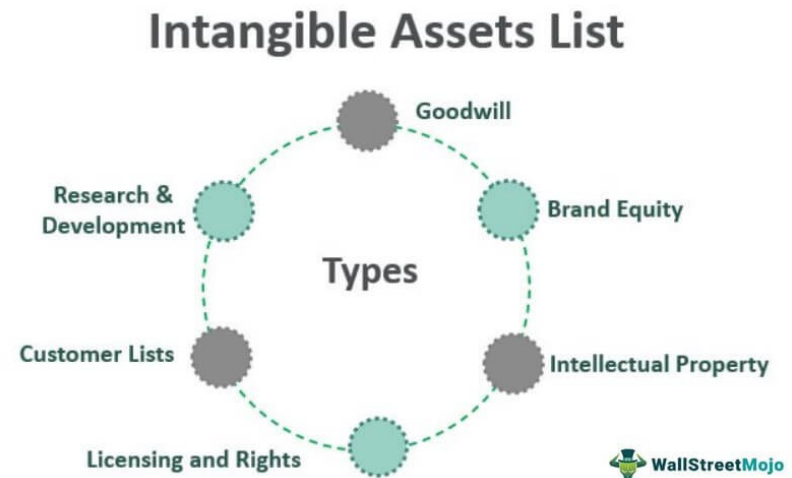 Intangible Assets List
Goodwill
Research &
Development
Brand Equity
Types
Customer Lists
Intellectual Property
Licensing and Rights
WallStreetMojo